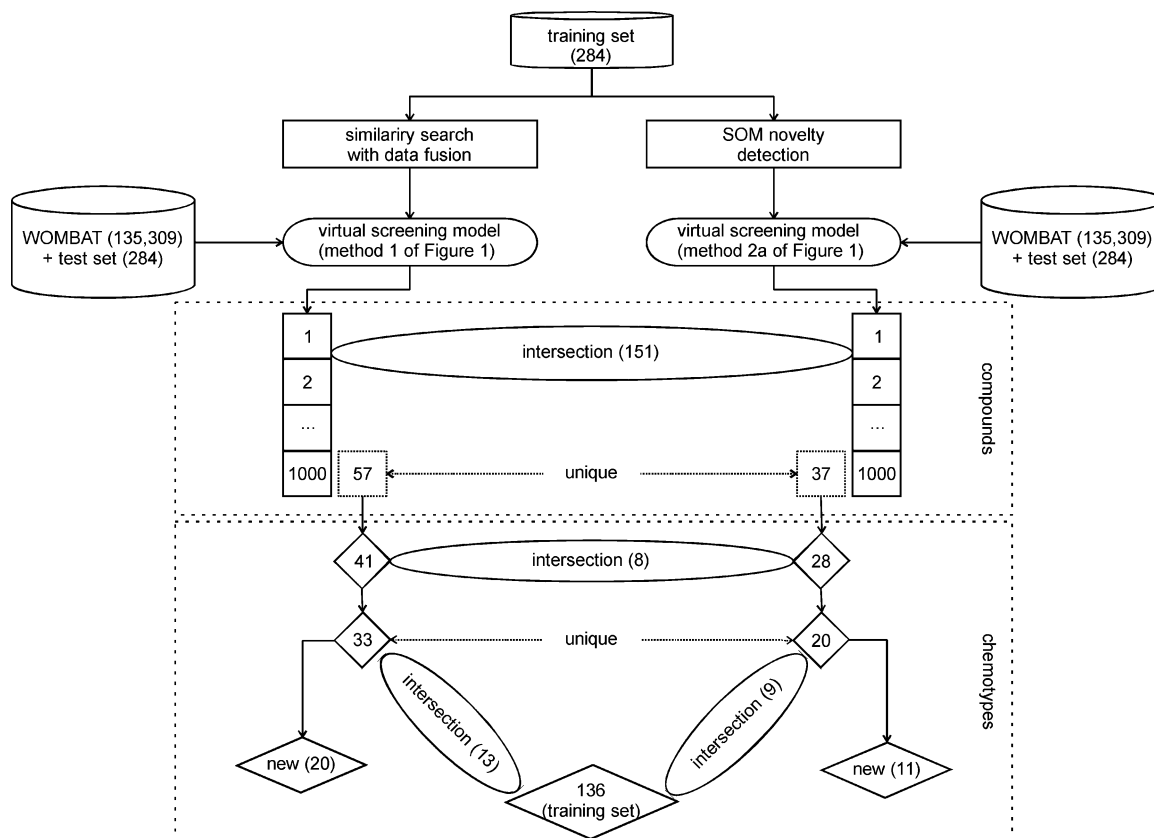 training set
(284)
similariry search
with data fusion
SOM novelty
detection
WOMBAT (135,309)
+ test set (284)
virtual screening model
(method 1 of Figure 1)
virtual screening model
(method 2a of Figure 1)
WOMBAT (135,309)
+ test set (284)
1
intersection (151)
1
2
2
...
...
compounds
1000
57
unique
37
1000
41
intersection (8)
28
33
unique
20
chemotypes
intersection (13)
intersection (9)
new (20)
new (11)
136
(training set)